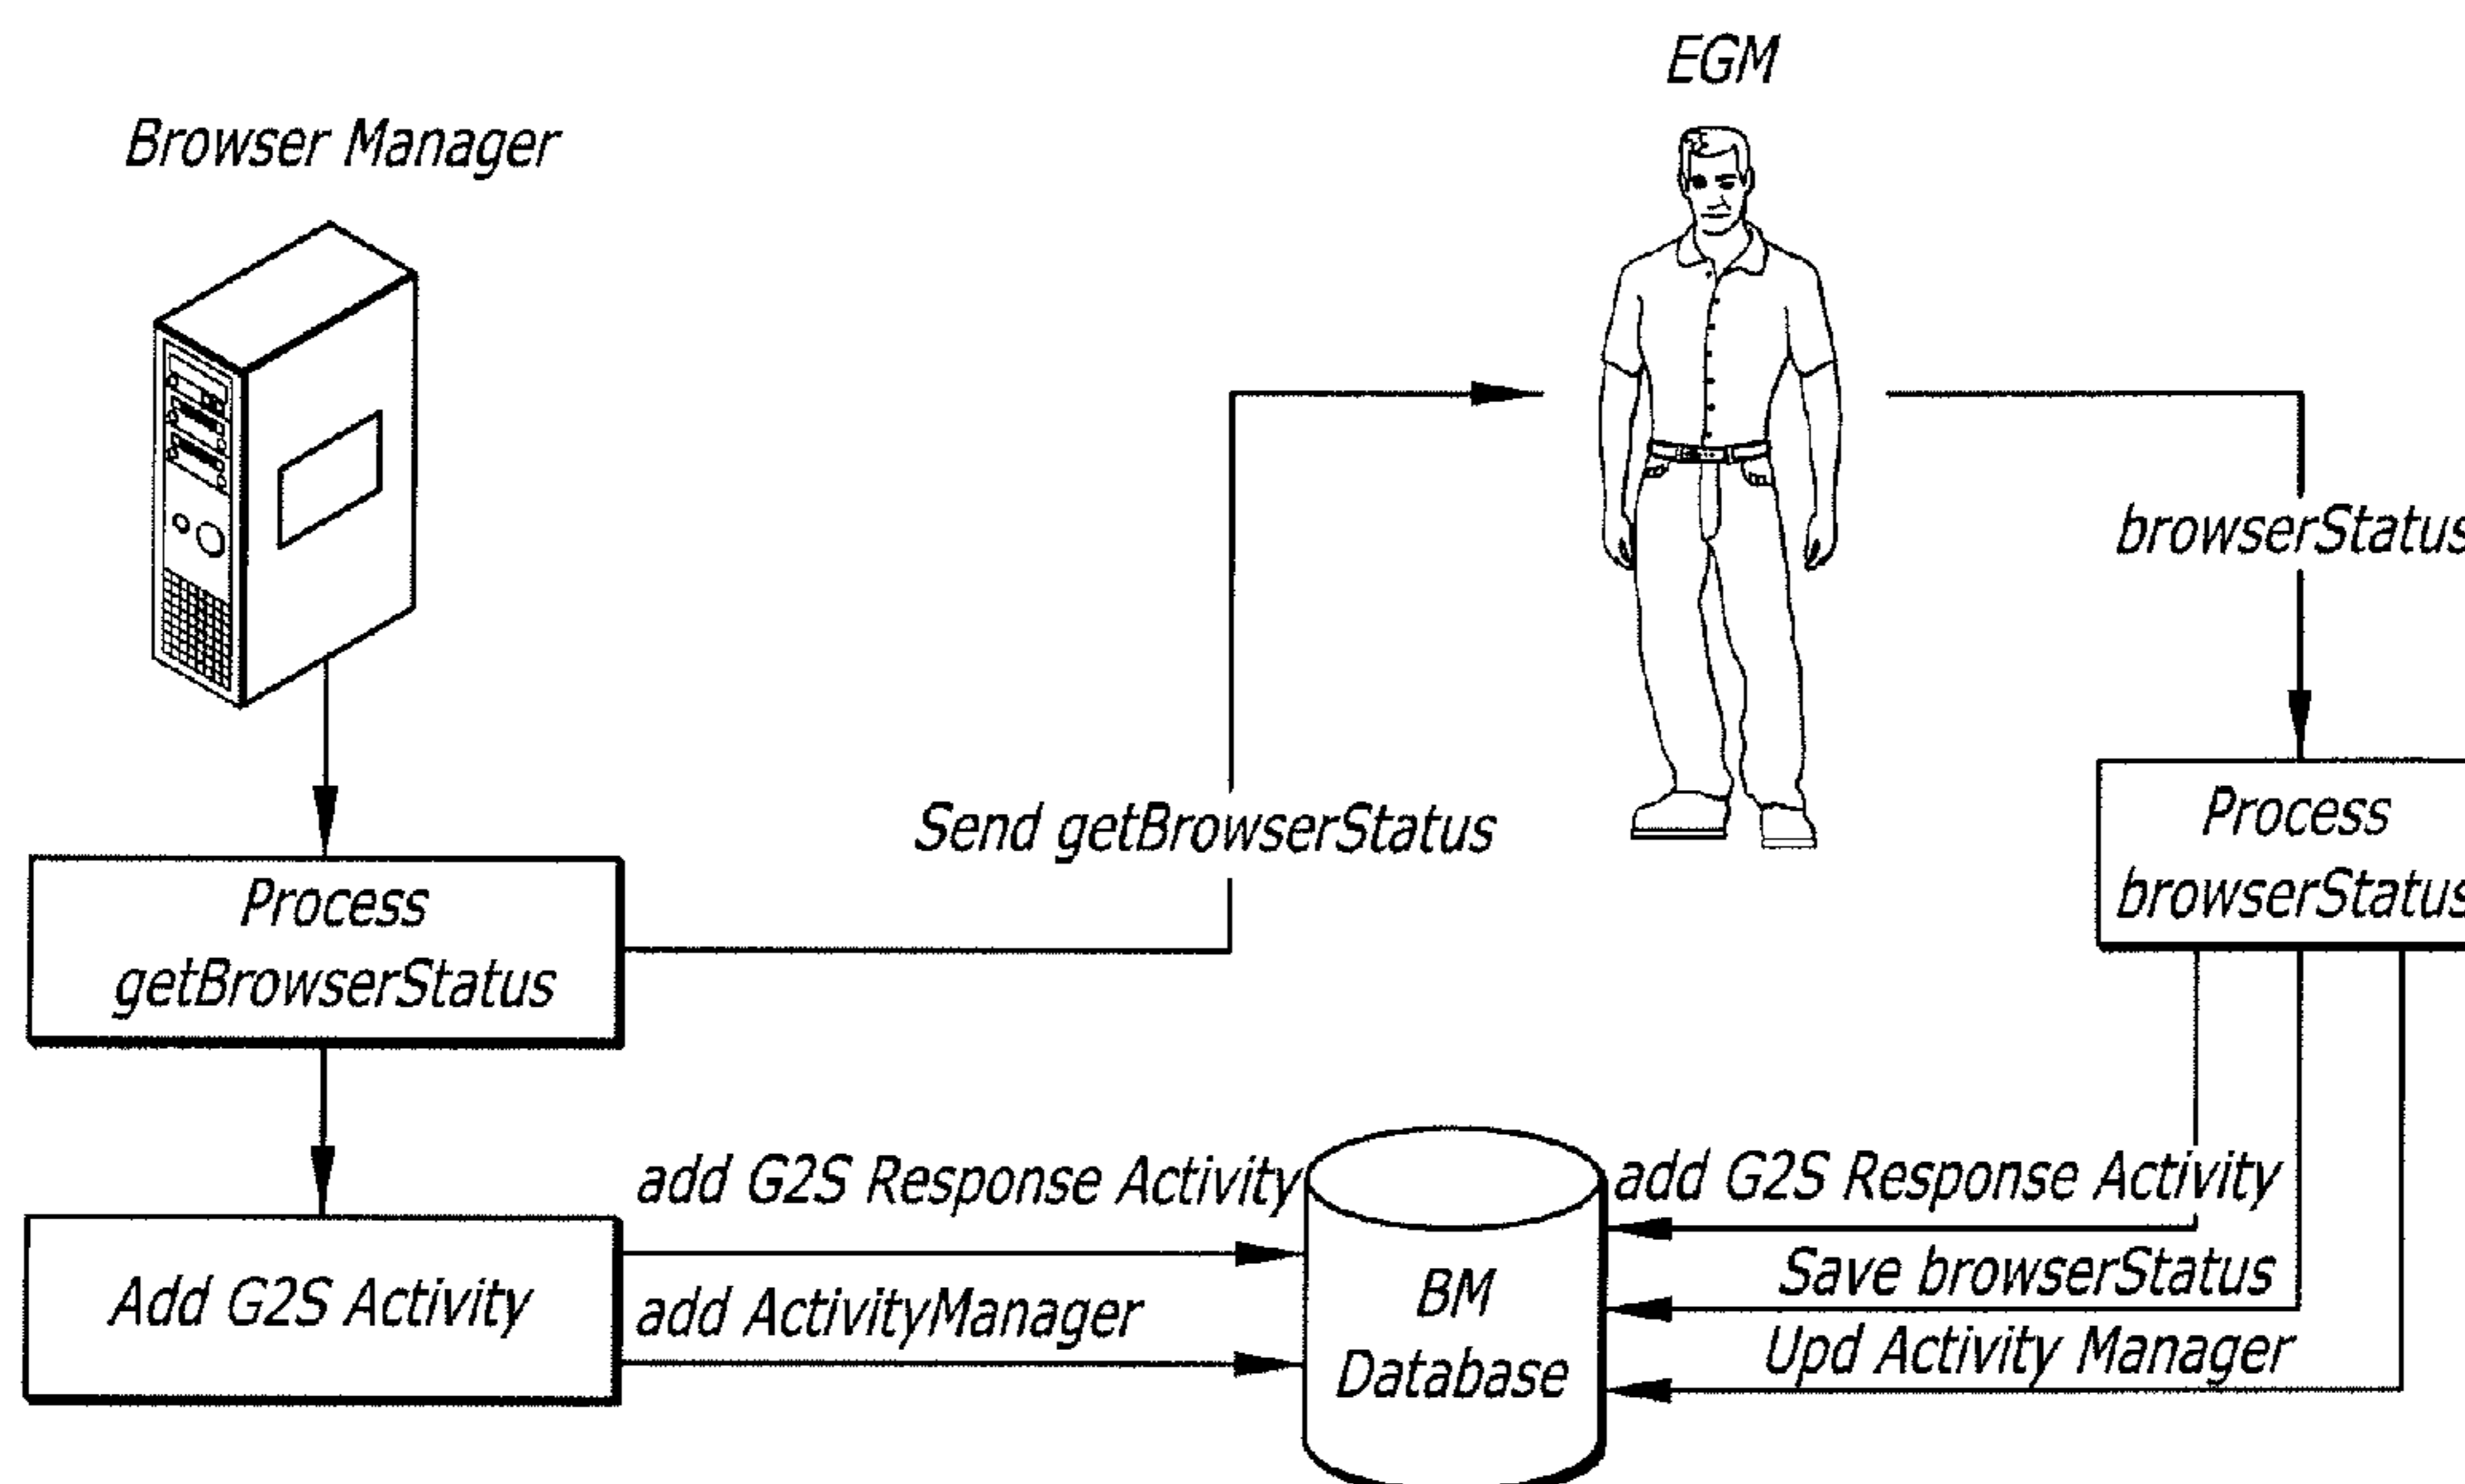 EGM
Browser Manager
browserStatus
Send getBrowserStatus
Process
browserStatus
Process
getBrowserStatus
add G2S Response Activity
add G2S Response Activity
Save browserStatus
Add G2S Activity
add ActivityManager
BM
Database
Upd Activity Manager